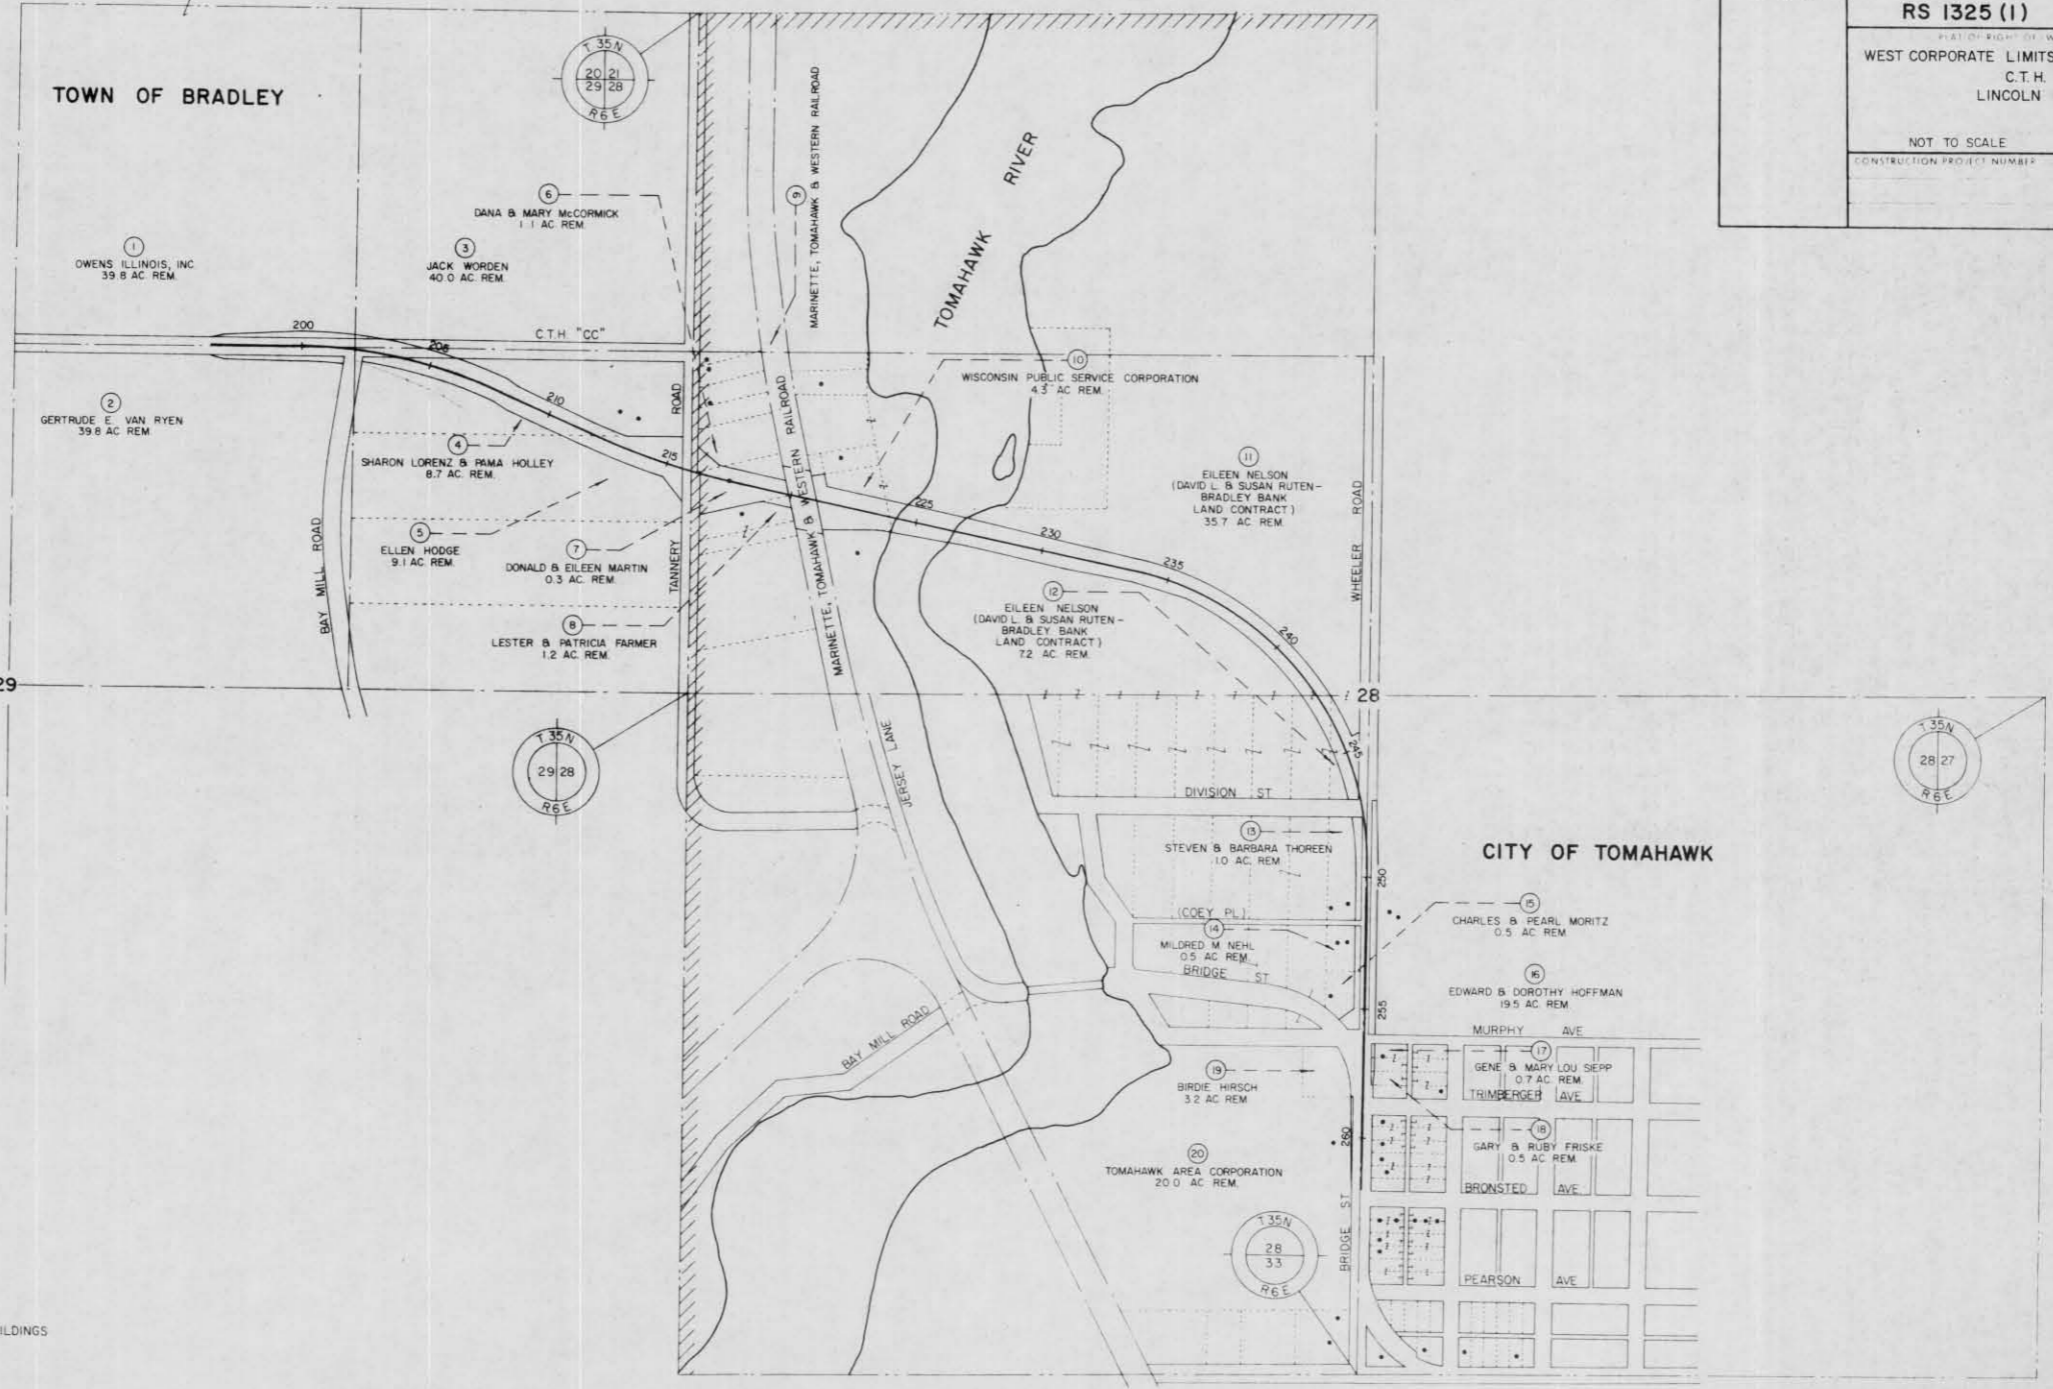 RS 1325 (1)
PLAT OF RIGHT OF W
WEST CORPORATE LIMITS
C.T.H.
LINCOLN
NOT TO SCALE
CONSTRUCTION PROJECT NUMBER
TOWN OF BRADLEY
T 35N
20 21
29 28
R6E
6
DANA & MARY McCORMICK
1.1 AC. REM.
9
MARINETTE, TOMAHAWK & WESTERN RAILROAD
TOMAHAWK RIVER
1
OWENS ILLINOIS, INC
39.8 AC. REM.
3
JACK WORDEN
40.0 AC. REM.
200
205
C.T.H. "CC"
210
ROAD
215
2
GERTRUDE E. VAN RYEN
39.8 AC REM.
4
SHARON LORENZ & PAMA HOLLEY
8.7 AC. REM.
10
WISCONSIN PUBLIC SERVICE CORPORATION
4.3 AC REM.
11
EILEEN NELSON
(DAVID L. & SUSAN RUTEN-
BRADLEY BANK
LAND CONTRACT)
35.7 AC. REM.
WHEELER ROAD
225
230
235
240
245
BAY MILL ROAD
5
ELLEN HODGE
9.1 AC. REM.
7
DONALD & EILEEN MARTIN
0.3 AC. REM.
TANNERY
MARINETTE, TOMAHAWK & WESTERN RAILROAD
8
LESTER & PATRICIA FARMER
1.2 AC. REM.
12
EILEEN NELSON
(DAVID L. & SUSAN RUTEN-
BRADLEY BANK
LAND CONTRACT)
7.2 AC. REM.
29
28
T 35N
29 28
R6E
T 35N
28 27
R6E
JERSEY LANE
DIVISION ST
13
STEVEN & BARBARA THOREEN
1.0 AC. REM
CITY OF TOMAHAWK
250
(COEY PL)
14
MILDRED M. NEHL
0.5 AC REM.
BRIDGE ST
15
CHARLES & PEARL MORITZ
0.5 AC. REM
16
EDWARD & DOROTHY HOFFMAN
19.5 AC. REM.
255
MURPHY AVE
BAY MILL ROAD
17
GENE & MARY LOU SIEPP
0.7 AC. REM.
TRIMBERGER AVE
19
BIRDIE HIRSCH
3.2 AC REM
260
18
GARY & RUBY FRISKE
0.5 AC. REM.
20
TOMAHAWK AREA CORPORATION
20.0 AC REM.
BRONSTED AVE
T 35N
28
33
R6E
BRIDGE ST
PEARSON AVE
ILDINGS